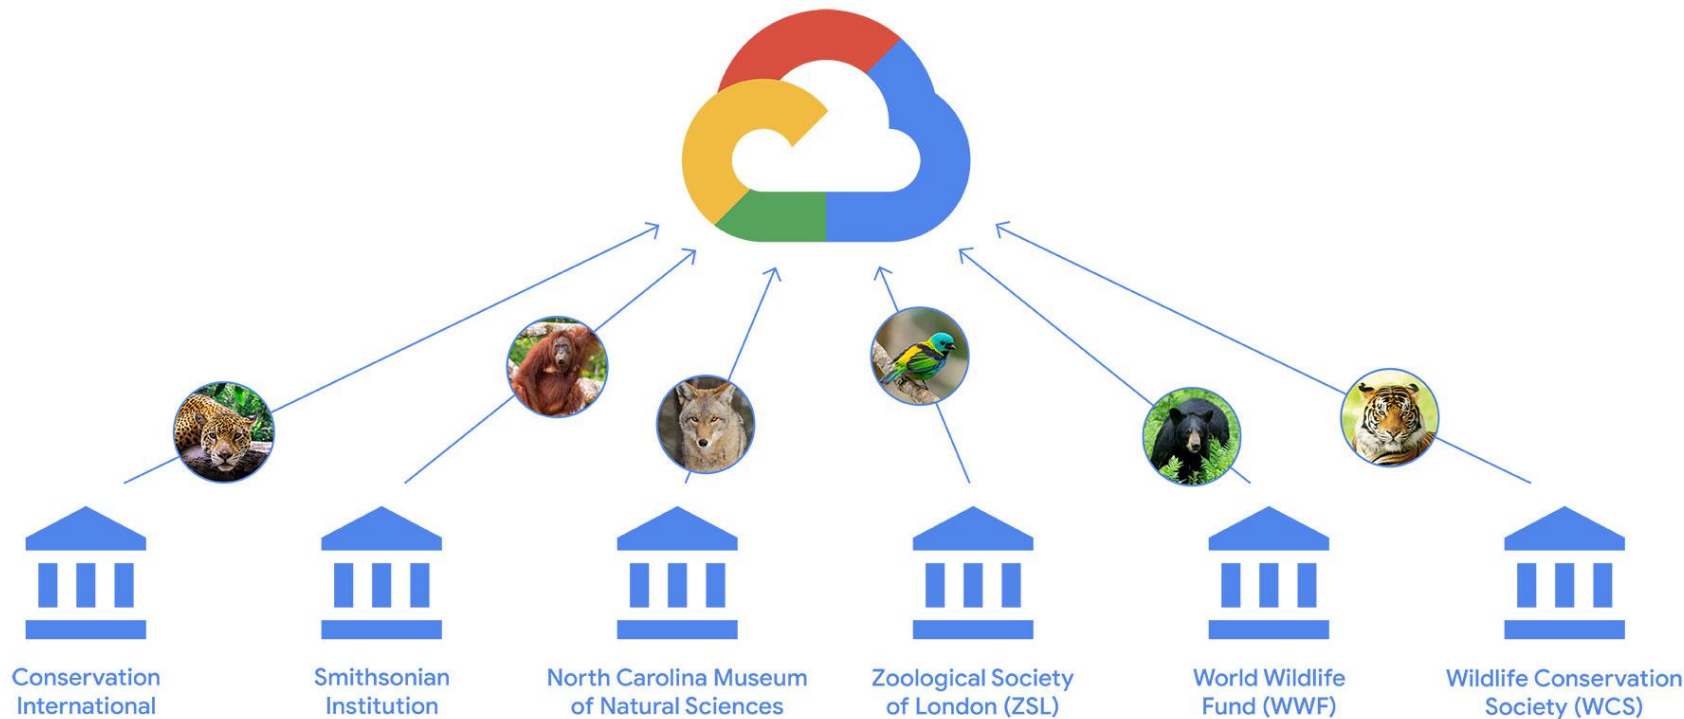 Conservation
International
Smithsonian
Institution
North Carolina Museum
of Natural Sciences
Zoological Society
of London (ZSL)
World Wildlife
Fund (WWF)
Wildlife Conservation
Society (WCS)